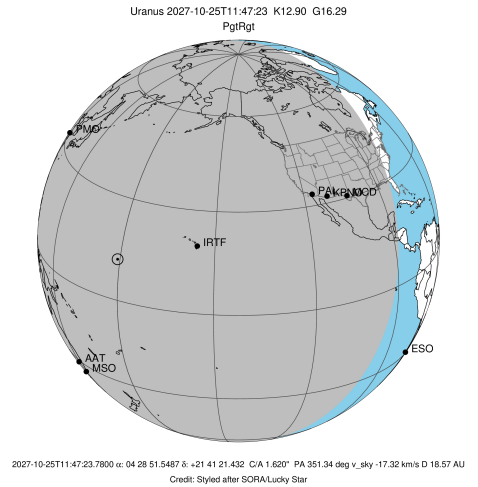 Uranus 2027-10-25T11:47:23 K12.90 G16.29
PgtRgt
PMO
PAL KPNO MCD
IRTF
AAT
MSO
ESO
2027-10-25T11:47:23.7800 α: 04 28 51.5487 δ: +21 41 21.432 C/A 1.620" PA 351.34 deg v_sky -17.32 km/s D 18.57 AU
Credit: Styled after SORA/Lucky Star